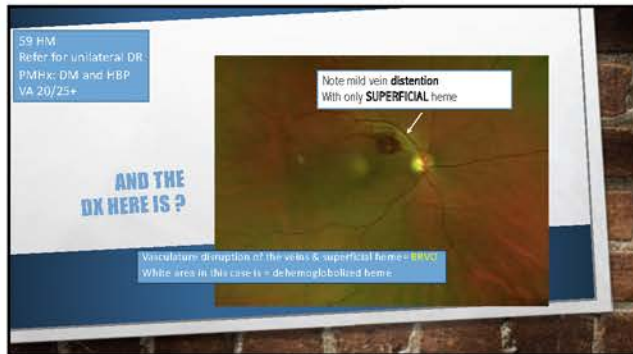 59 HM
Refer for unilateral DR
PMHx: DM and HBP
VA 20/25+
Note mild vein distention
With only SUPERFICIAL heme
AND THE
DX HERE IS ?
Vasculature disruption of the veins & superficial heme= BRVO
White area in this case is = dehemoglobolized heme